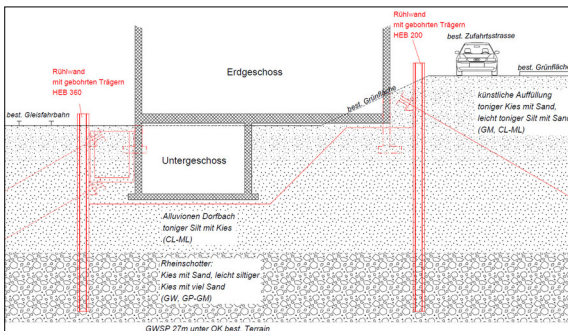 Rühlwand
mit gebohrten Trägern
HEB 200
Rühlwand
mit gebohrten Trägern
HEB 360
Erdgeschoss
best. Zufahrtsstrasse
best. Grünfläche
best. Grünfläche
best. Gleisfahrbahn
künstliche Auffüllung
toniger Kies mit Sand,
leicht toniger Silt mit Sand
(GM, CL-ML)
Untergeschoss
Alluvionen Dorfbach
toniger Silt mit Kies
(CL-ML)
Rheinschotter:
Kies mit Sand, leicht siltiger
Kies mit viel Sand
(GW, GP-GM)
GWSP 27m unter OK best. Terrain